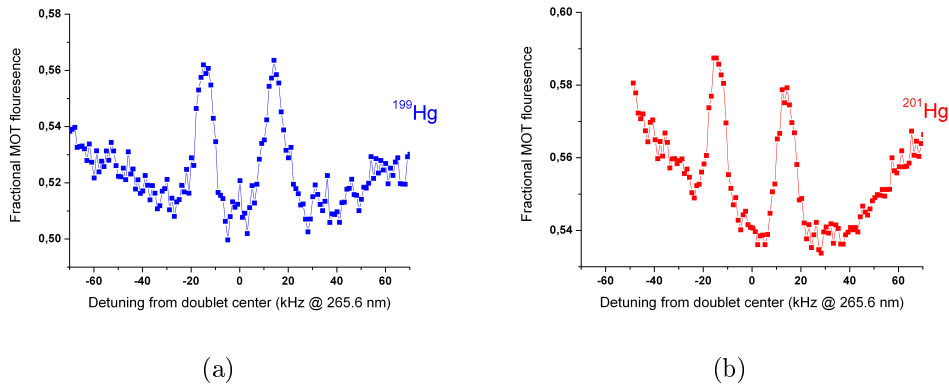 0,60
0,58
0,56
0,54
0,52
0,50
Fractional MOT flouresence
-60 -40 -20 0 20 40 60
Detuning from doublet center (kHz @ 265.6 nm)
199Hg
(a)
0,60
0,58
0,56
0,54
Fractional MOT flouresence
-60 -40 -20 0 20 40 60
Detuning from doublet center (kHz @ 265.6 nm)
201Hg
(b)